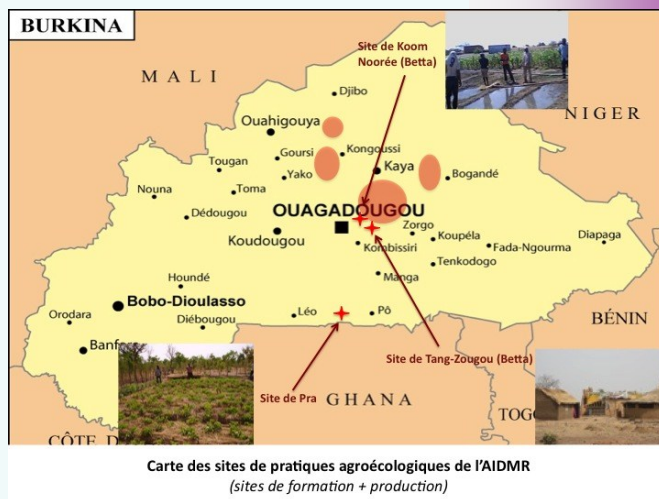 BURKINA
Site de Koom
Noorée (Betta)
MALI
NIGER
Djibo
Ouahigouya
Goursi
Kongoussi
Tougan
Kaya
Yako
Bogandé
Nouna
Toma
OUAGADOUGOU
Dédougou
Zorgo
Koupéla
Diapaga
Koudougou
Kombissiri
Fada-Ngourma
Tenkodogo
Manga
Houndé
Bobo-Dioulasso
Orodara
Diébougou
Léo
Pô
BÉNIN
Banf
Site de Tang-Zougou (Betta)
Site de Pra
GHANA
TOG
CÔTE D
Carte des sites de pratiques agroécologiques de l'AIDMR
(sites de formation + production)